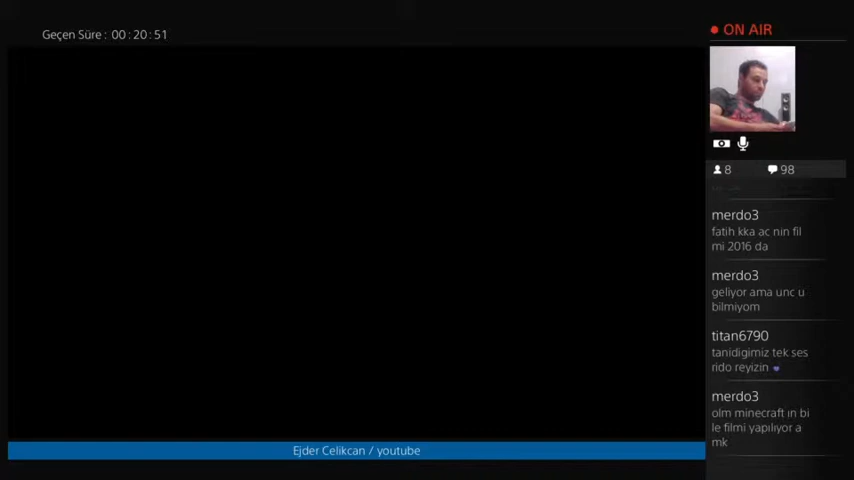 Geçen Süre : 00 : 20 : 51
ON AIR
8 98
merdo3
fatih kka ac nin fil
mi 2016 da
merdo3
geliyor ama unc u
bilmiyom
titan6790
tanidigimiz tek ses
rido reyizin
merdo3
olm minecraft ın bi
le filmi yapılıyor a
mk
Ejder Celikcan / youtube